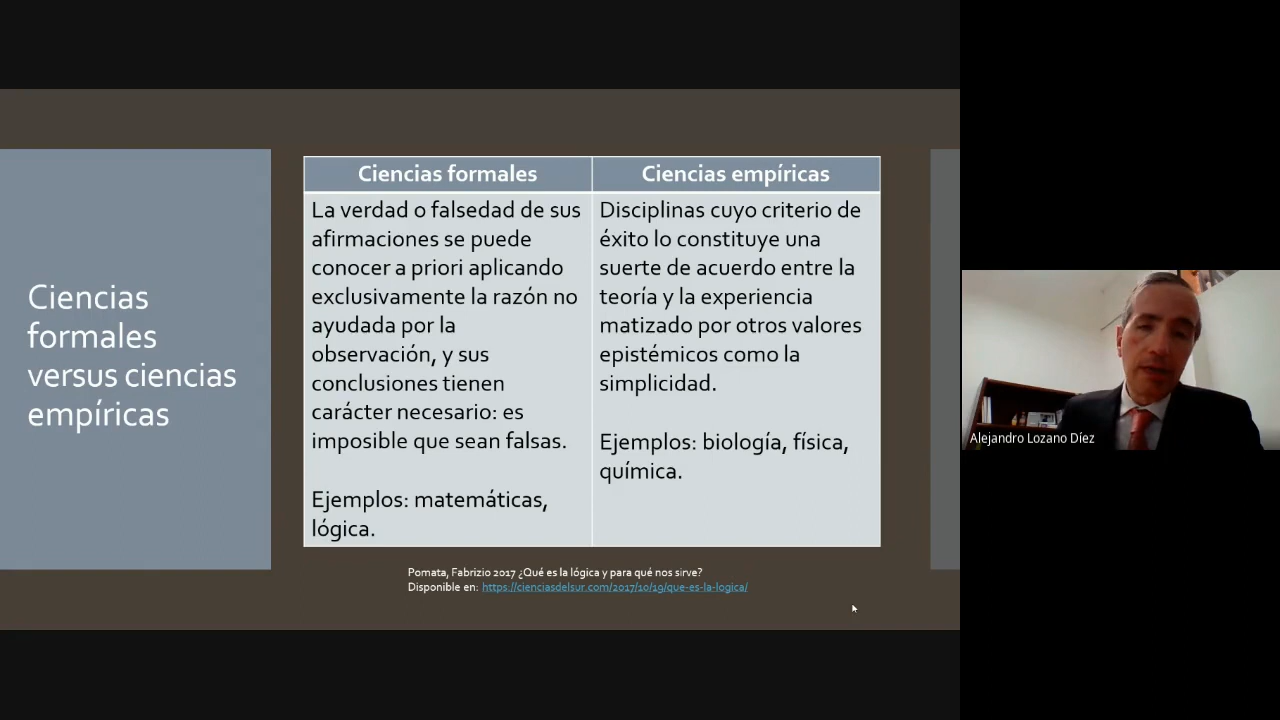 Ciencias
formales
versus ciencias
empíricas
Ciencias formales
La verdad o falsedad de sus
afirmaciones se puede
conocer a priori aplicando
exclusivamente la razón no
ayudada por la
observación, y sus
conclusiones tienen
carácter necesario: es
imposible que sean falsas.
Ejemplos: matemáticas,
lógica.
Ciencias empíricas
Disciplinas cuyo criterio de
éxito lo constituye una
suerte de acuerdo entre la
teoría y la experiencia
matizado por otros valores
epistémicos como la
simplicidad.
Ejemplos: biología, física,
química.
Pomata, Fabrizio 2017 ¿Qué es la lógica y para qué nos sirve?
Disponible en: https://cienciasdelsur.com/2017/10/19/que-es-la-logica/
Alejandro Lozano Díez